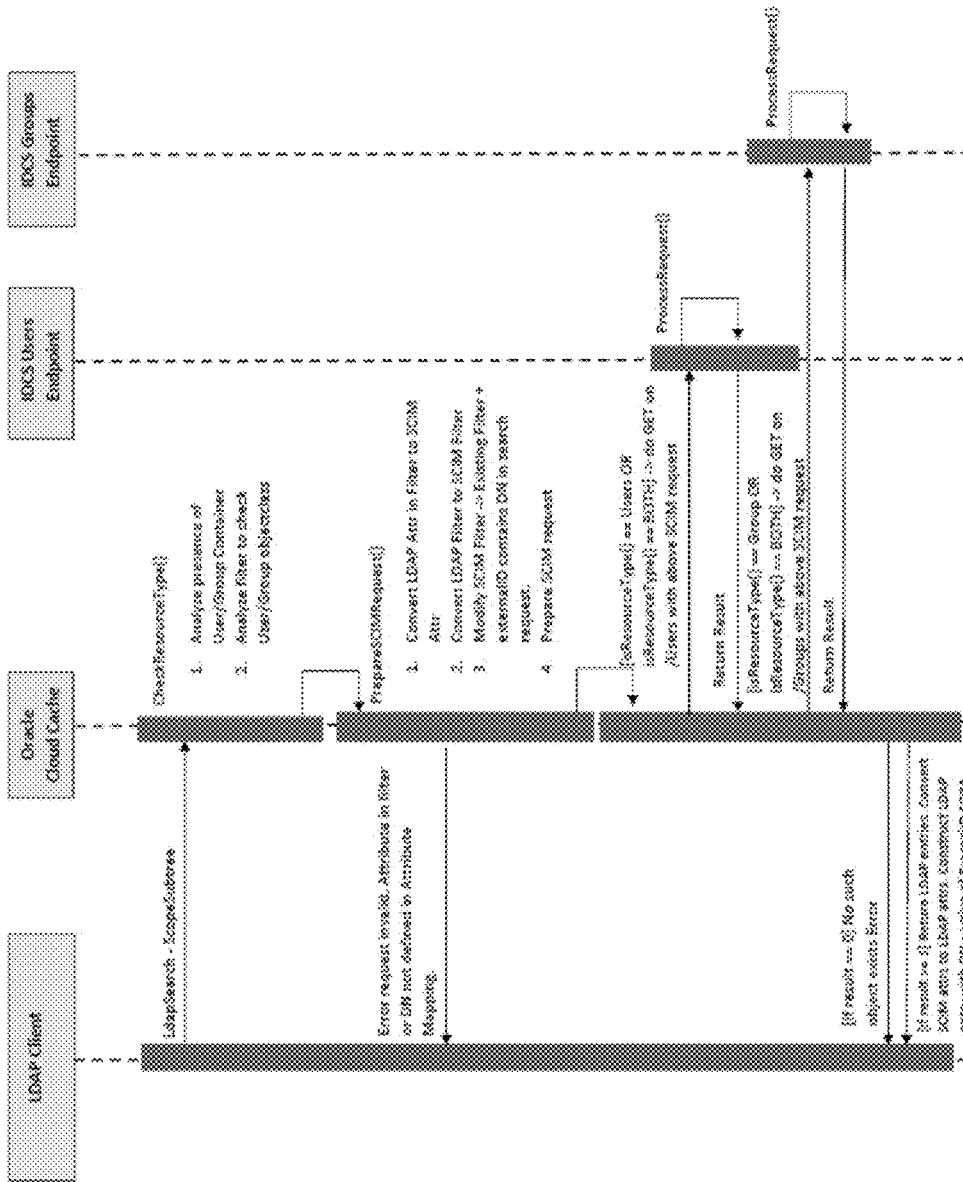 LDAP Client
Oracle
Cloud Cache
IDCS Users
Endpoint
IDCS Groups
Endpoint
LdapSearch - ScopeSubtree
CheckResourceType()
1. Analyze presence of
User/Group Container
2. Analyze Filter to check
User/Group objectclass
PrepareSCIMRequest()
1. Convert LDAP Attr in Filter to SCIM
Attr
2. Convert LDAP Filter to SCIM Filter
3. Modify SCIM Filter -> Existing Filter +
externalID contains DN in search
request.
4. Prepare SCIM request
Error request invalid, Attribute in Filter
or DN not defined in Attribute
Mapping.
[isResourceType() == Users OR
isResourceType() == BOTH] -> do GET on
/Users with above SCIM request
ProcessRequest()
Return Result
[isResourceType() == Group OR
isResourceType() == BOTH] -> do GET on
/Groups with above SCIM request
ProcessRequest()
Return Result
[if result == 0] No such
object exists Error
[if result >= 1] Return LDAP entries. Convert
SCIM attrs to LDAP attrs. Construct LDAP